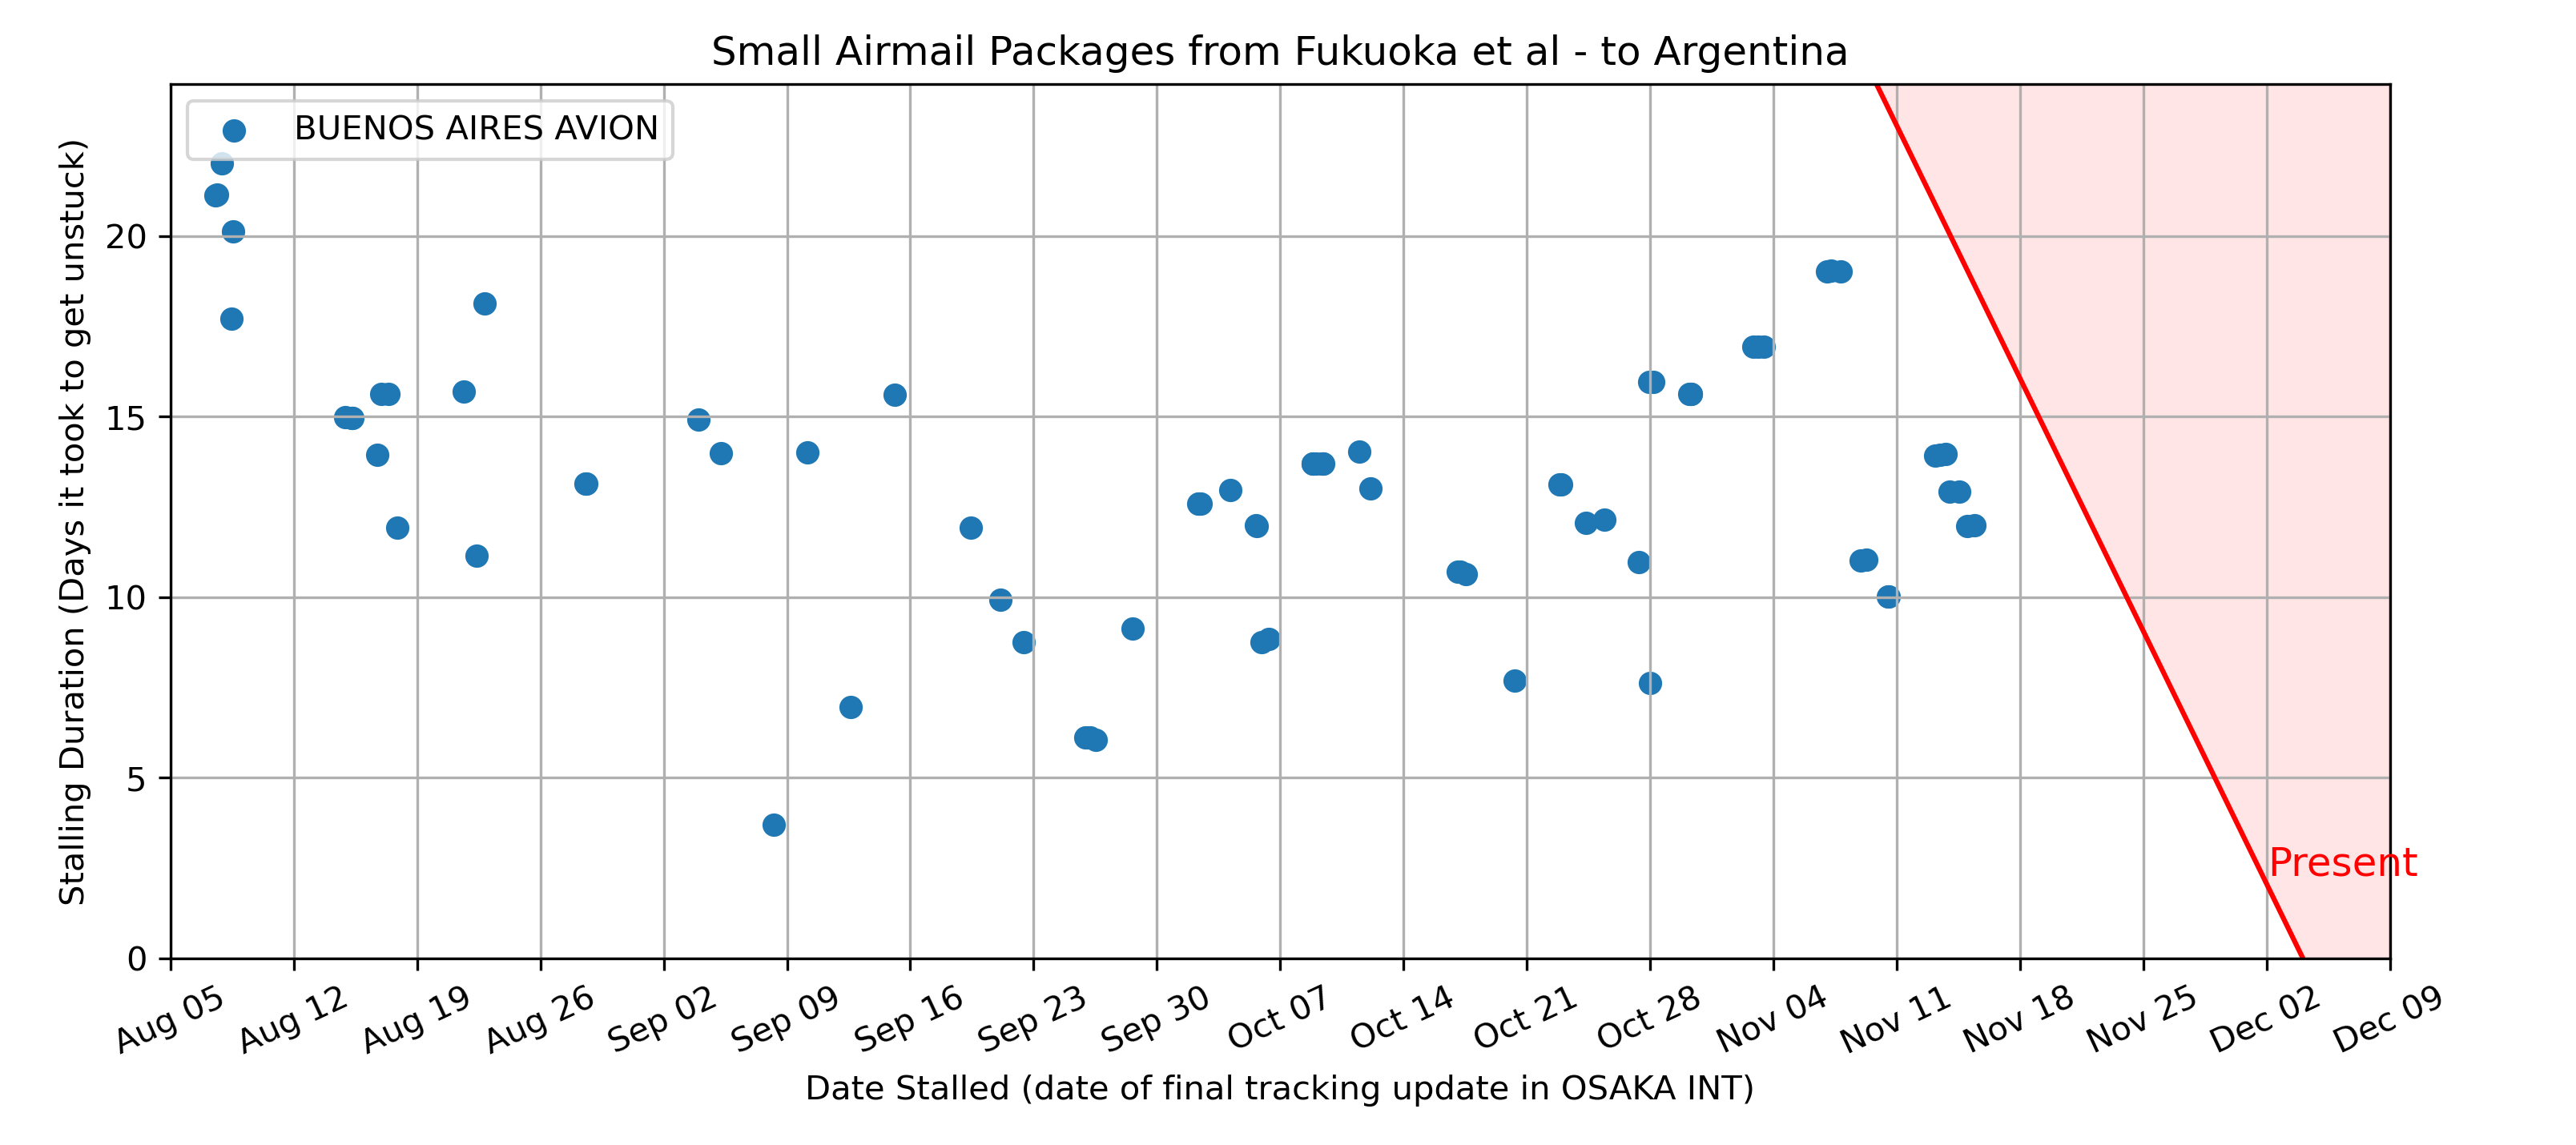 Small Airmail Packages from Fukuoka et al - to Argentina
BUENOS AIRES AVION
Stalling Duration (Days it took to get unstuck)
20
15
10
5
0
Present
Aug 05
Aug 12
Aug 19
Aug 26
Sep 02
Sep 09
Sep 16
Sep 23
Sep 30
Oct 07
Oct 14
Oct 21
Oct 28
Nov 04
Nov 11
Nov 18
Nov 25
Dec 02
Dec 09
Date Stalled (date of final tracking update in OSAKA INT)